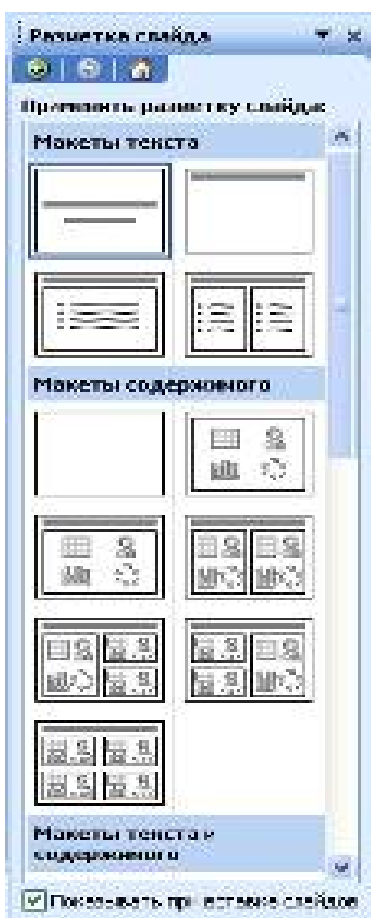 Разметка слайда
Применить разметку слайда:
Макеты текста
Макеты содержимого
Макеты текста и
содержимого
Показывать при вставке слайдов